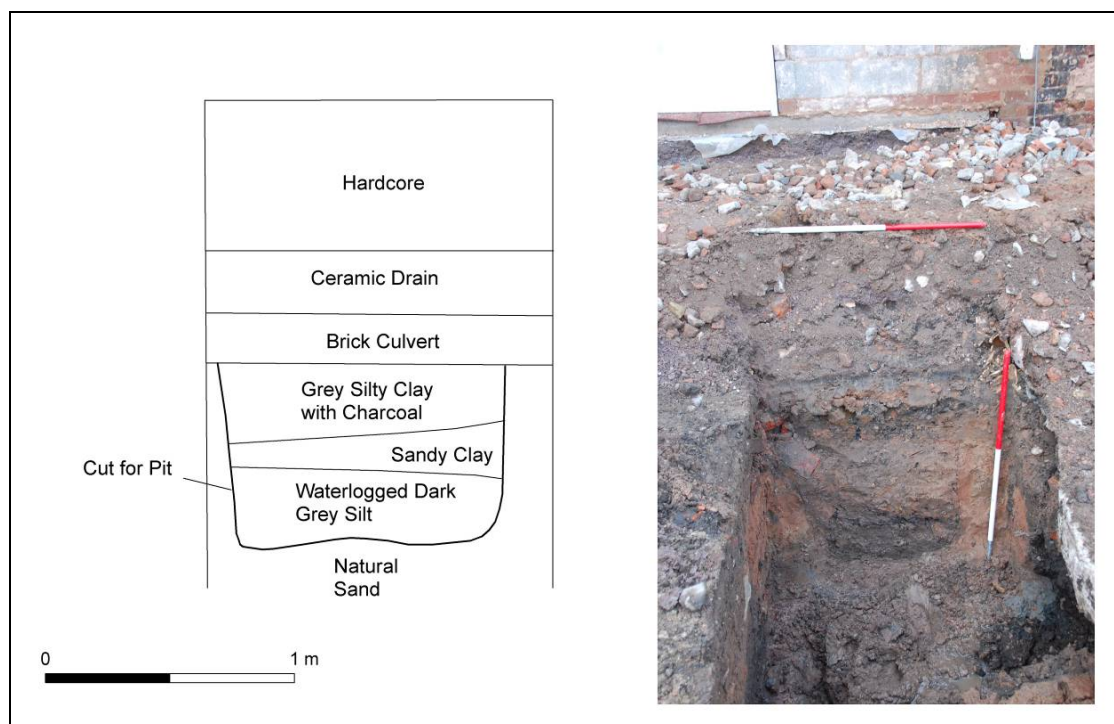 Hardcore
Ceramic Drain
Brick Culvert
Grey Silty Clay
with Charcoal
Sandy Clay
Cut for Pit
Waterlogged Dark
Grey Silt
Natural
Sand
0
1 m